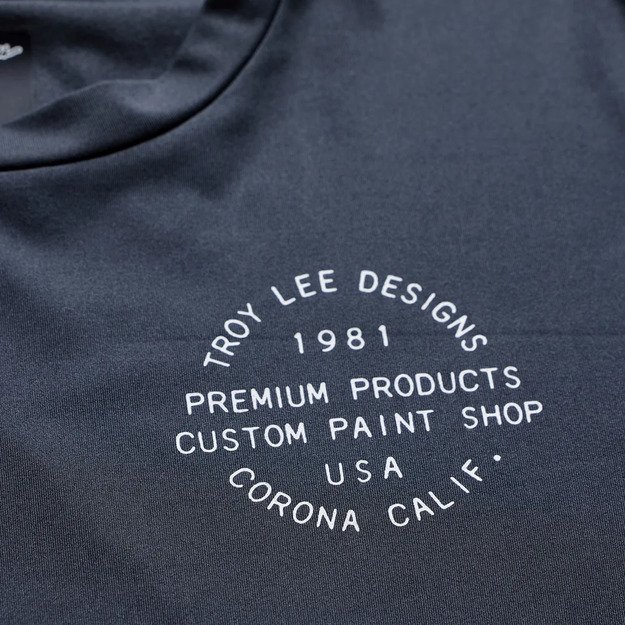 TROY LEE DESIGNS
1981
PREMIUM PRODUCTS
CUSTOM PAINT SHOP
USA
CORONA CALIF.